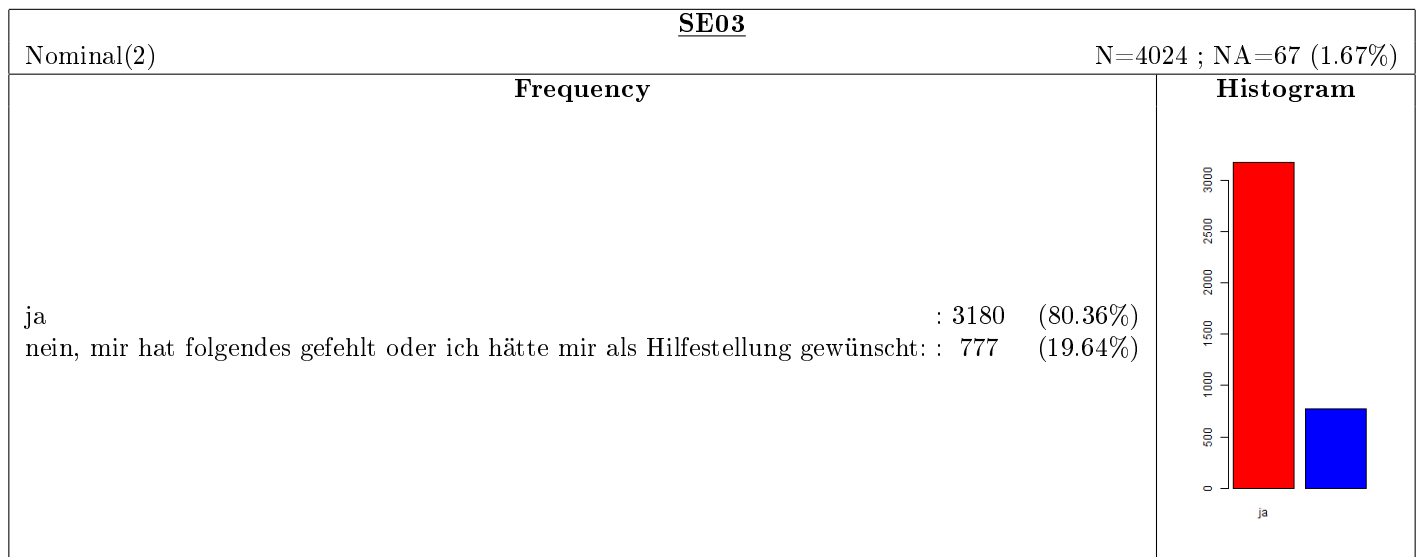 SE03
Nominal(2) N=4024 ; NA=67 (1.67%)
Frequency Histogram
ja : 3180 (80.36%)
nein, mir hat folgendes gefehlt oder ich hätte mir als Hilfestellung gewünscht: : 777 (19.64%)
3000
2500
2000
1500
1000
500
0
ja